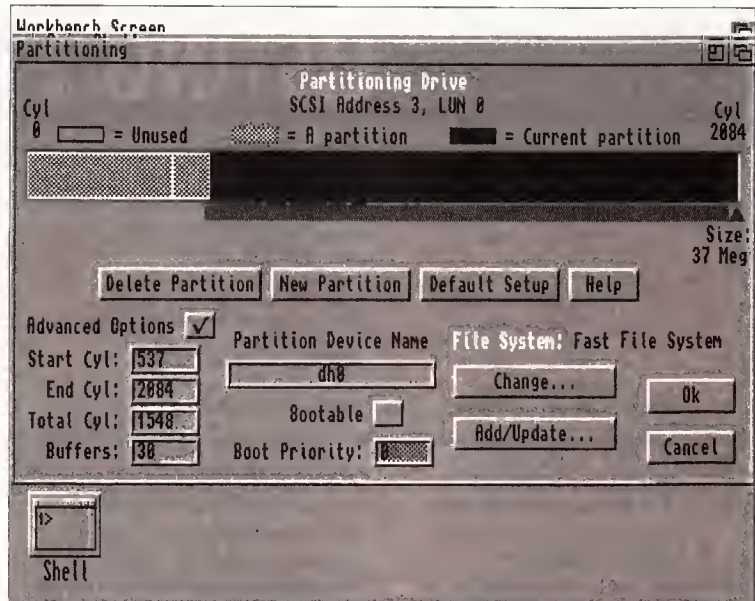 Workbench Screen
Partitioning
Partitioning Drive
SCSI Address 3, LUN 0
Cyl
0
= Unused
= A partition
= Current partition
Cyl
2084
Size:
37 Meg
Delete Partition
New Partition
Default Setup
Help
Advanced Options
Start Cyl: 537
End Cyl: 2084
Total Cyl: 1548
Buffers: 30
Partition Device Name
dh0
Bootable
Boot Priority: 0
File System: Fast File System
Change...
Add/Update...
Ok
Cancel
1>
Shell